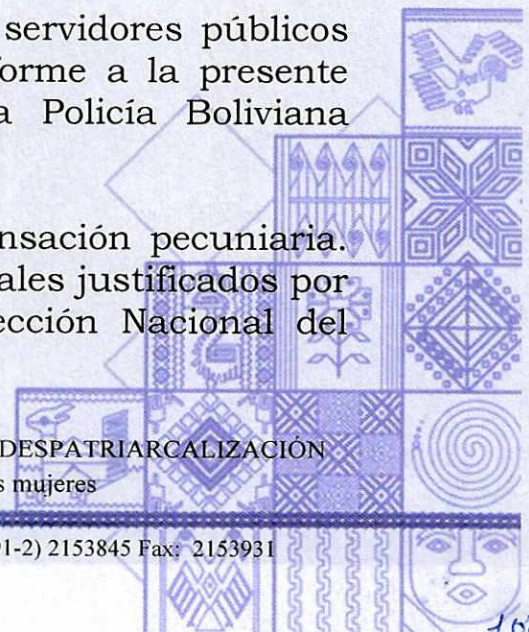 servidores públicos
forme a la presente
a Policía Boliviana
nsación pecuniaria.
ales justificados por
ección Nacional del
DESPATRIARCALIZACIÓN
s mujeres
91-2) 2153845 Fax: 2153931